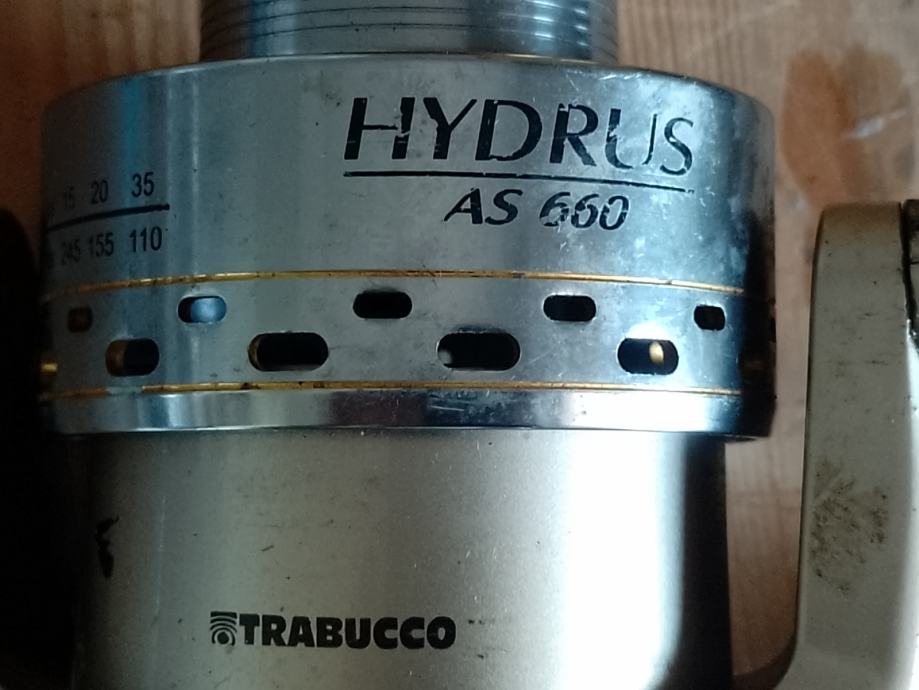 HYDRUS
AS 660
15 20 35
245 155 110
TRABUCCO